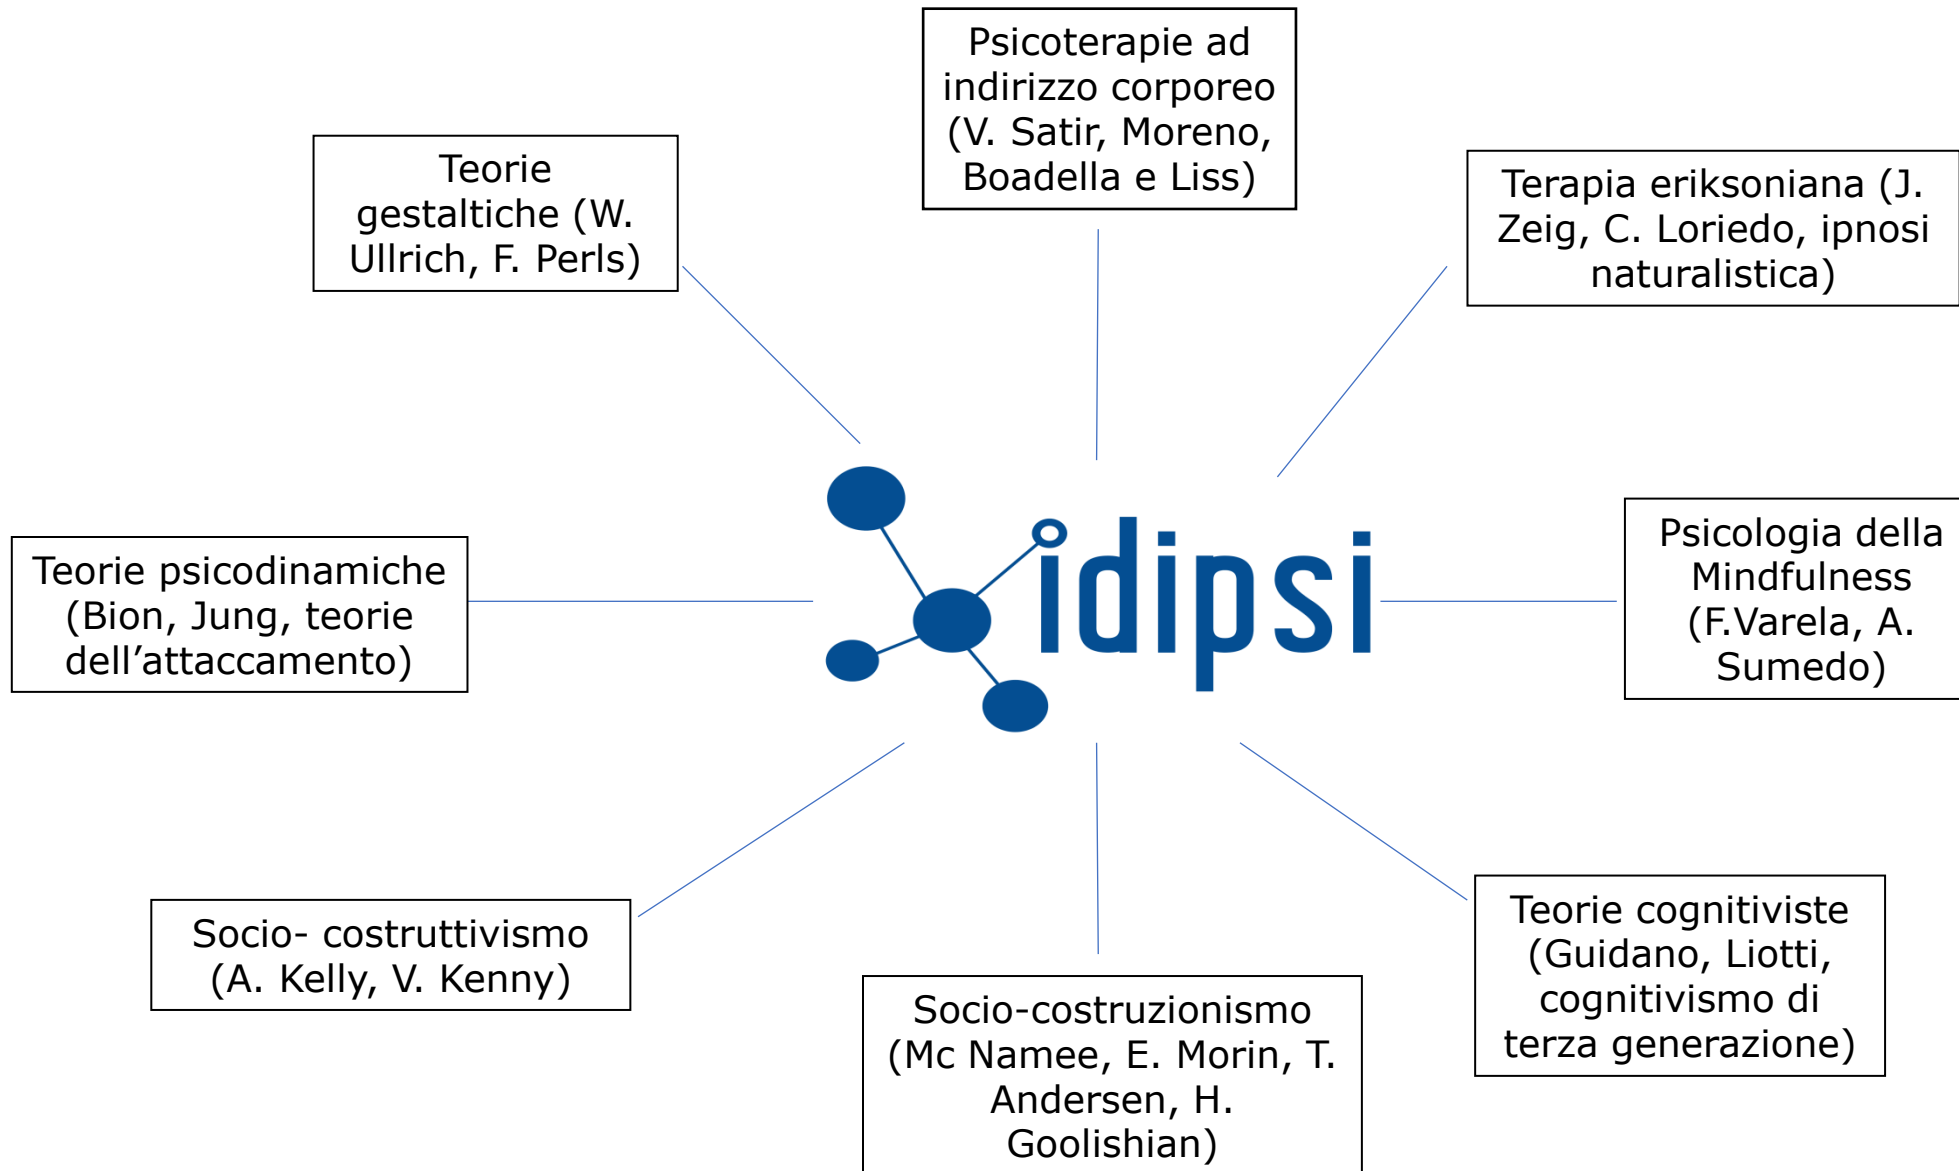 Psicoterapie ad
indirizzo corporeo
(V. Satir, Moreno,
Boadella e Liss)
Teorie
gestaltiche (W.
Ullrich, F. Perls)
Terapia eriksoniana (J.
Zeig, C. Loriedo, ipnosi
naturalistica)
Teorie psicodinamiche
(Bion, Jung, teorie
dell’attaccamento)
idipsi
Psicologia della
Mindfulness
(F.Varela, A.
Sumedo)
Socio- costruttivismo
(A. Kelly, V. Kenny)
Socio-costruzionismo
(Mc Namee, E. Morin, T.
Andersen, H.
Goolishian)
Teorie cognitiviste
(Guidano, Liotti,
cognitivismo di
terza generazione)